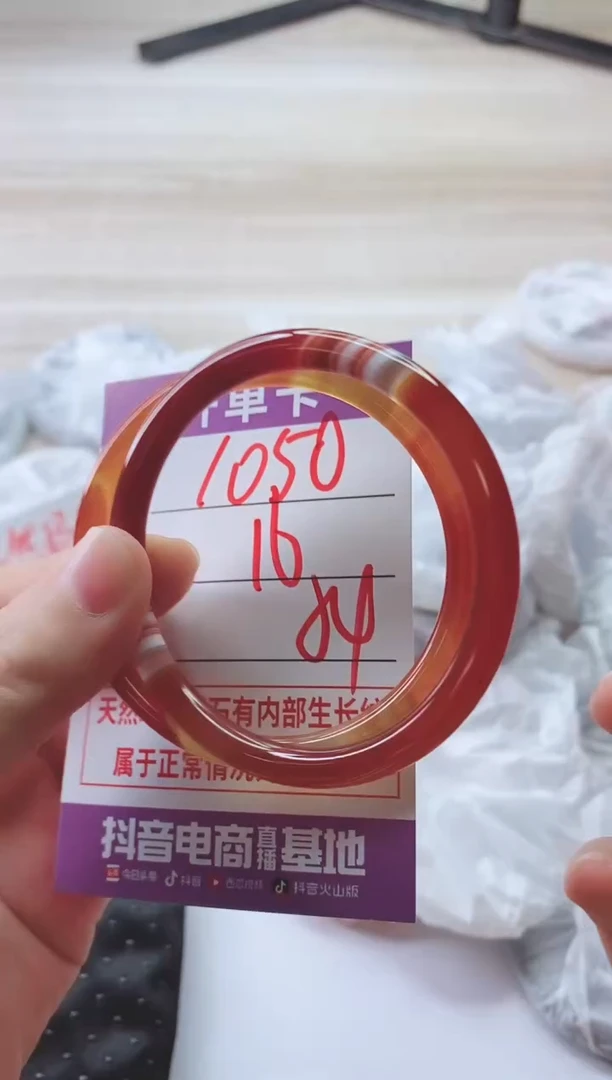 单卡
1050
16
天然 石有内部生长
属于正常情况
抖音电商直播基地
今日头条 抖音 西瓜视频 抖音火山版